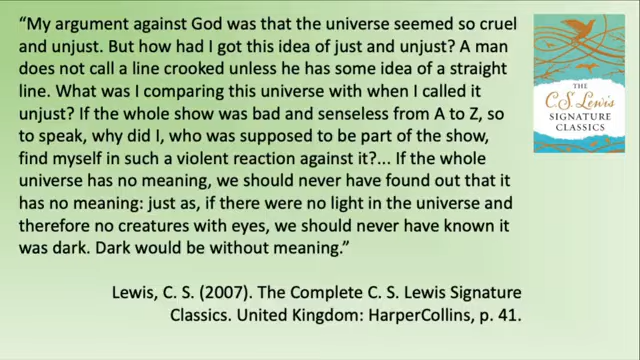 “My argument against God was that the universe seemed so cruel
and unjust. But how had I got this idea of just and unjust? A man
does not call a line crooked unless he has some idea of a straight
line. What was I comparing this universe with when I called it
unjust? If the whole show was bad and senseless from A to Z, so
to speak, why did I, who was supposed to be part of the show,
find myself in such a violent reaction against it?... If the whole
universe has no meaning, we should never have found out that it
has no meaning: just as, if there were no light in the universe and
therefore no creatures with eyes, we should never have known it
was dark. Dark would be without meaning.”
Lewis, C. S. (2007). The Complete C. S. Lewis Signature
Classics. United Kingdom: HarperCollins, p. 41.
THE
C. S. Lewis
SIGNATURE
CLASSICS